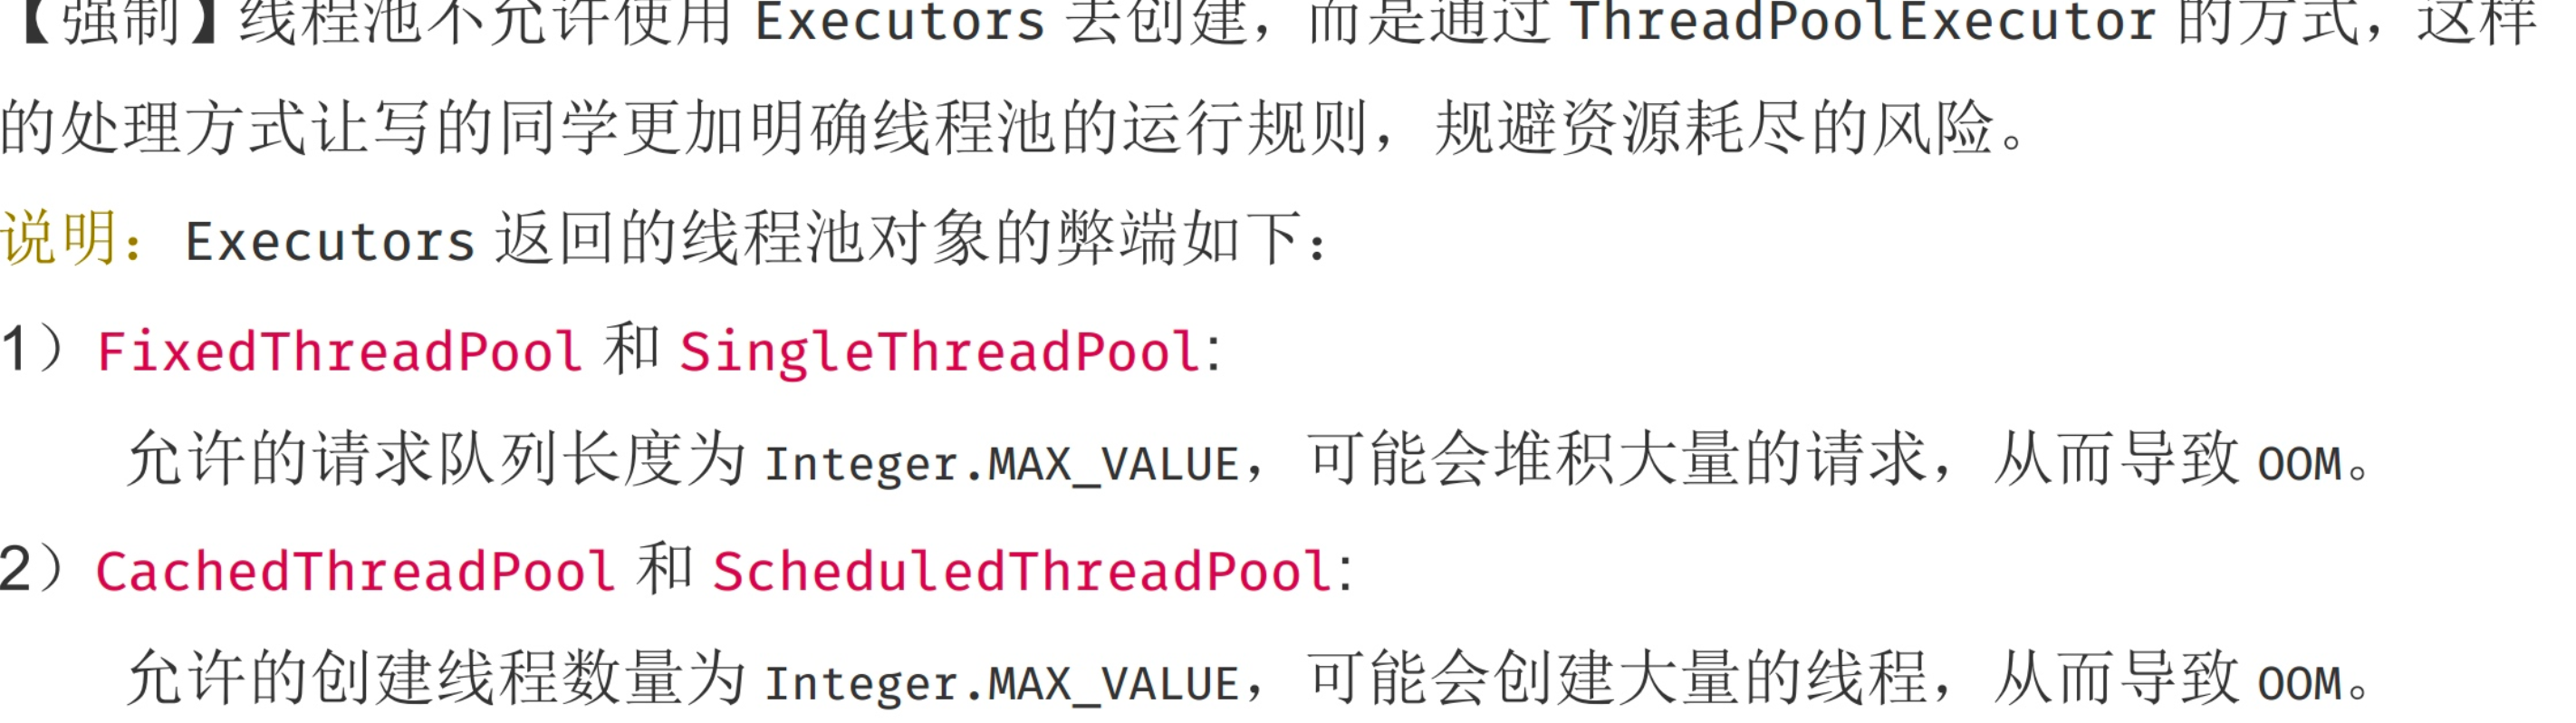 【强制】线程池不允许使用 Executors 去创建，而是通过 ThreadPoolExecutor 的方式，这样
的处理方式让写的同学更加明确线程池的运行规则，规避资源耗尽的风险。
说明：Executors 返回的线程池对象的弊端如下：
1）FixedThreadPool 和 SingleThreadPool:
允许的请求队列长度为 Integer.MAX_VALUE，可能会堆积大量的请求，从而导致 OOM。
2）CachedThreadPool 和 ScheduledThreadPool:
允许的创建线程数量为 Integer.MAX_VALUE，可能会创建大量的线程，从而导致 OOM。